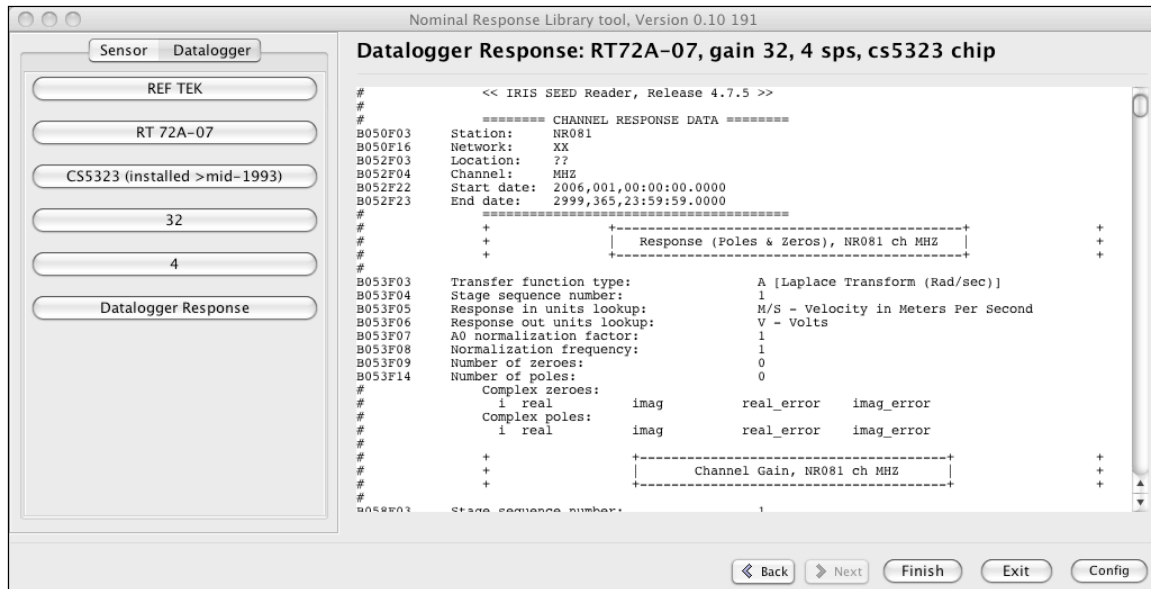 Nominal Response Library tool, Version 0.10 191
Sensor Datalogger
REF TEK
RT 72A-07
CS5323 (installed >mid-1993)
32
4
Datalogger Response
Datalogger Response: RT72A-07, gain 32, 4 sps, cs5323 chip
# << IRIS SEED Reader, Release 4.7.5 >>
#
# ======== CHANNEL RESPONSE DATA ========
B050F03 Station: NR081
B050F16 Network: XX
B052F03 Location: ??
B052F04 Channel: MHZ
B052F22 Start date: 2006,001,00:00:00.0000
B052F23 End date: 2999,365,23:59:59.0000
# =======================================
# + +--------------------------------------------+ +
# + | Response (Poles & Zeros), NR081 ch MHZ | +
# + +--------------------------------------------+ +
#
B053F03 Transfer function type: A [Laplace Transform (Rad/sec)]
B053F04 Stage sequence number: 1
B053F05 Response in units lookup: M/S - Velocity in Meters Per Second
B053F06 Response out units lookup: V - Volts
B053F07 A0 normalization factor: 1
B053F08 Normalization frequency: 1
B053F09 Number of zeroes: 0
B053F14 Number of poles: 0
# Complex zeroes:
# i real imag real_error imag_error
# Complex poles:
# i real imag real_error imag_error
#
# + +---------------------------------------+ +
# + | Channel Gain, NR081 ch MHZ | +
# + +---------------------------------------+ +
#
B058F03 Stage sequence number: 1
Back Next Finish Exit Config